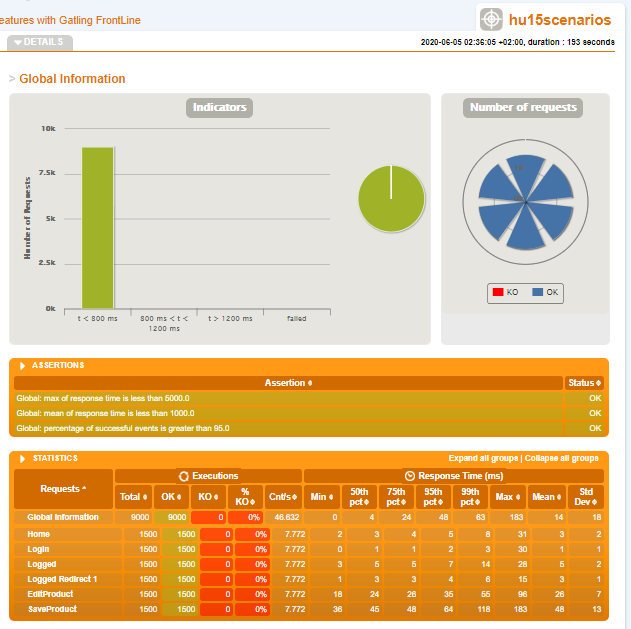 eatures with Gatling FrontLine
hu15scenarios
DETAILS
2020-06-05 02:36:05 +02:00, duration : 193 seconds
> Global Information
Indicators
Number of requests
10k
7.5k
5k
2.5k
0k
Number of Requests
t < 800 ms
800 ms < t <
1200 ms
t > 1200 ms
failed
KO OK
ASSERTIONS
Assertion Status
Global: max of response time is less than 5000.0 OK
Global: mean of response time is less than 1000.0 OK
Global: percentage of successful events is greater than 95.0 OK
STATISTICS Expand all groups | Collapse all groups
Requests Executions Response Time (ms)
Total OK KO % KO Cnt/s Min 50th pct 75th pct 95th pct 99th pct Max Mean Std Dev
Global Information 9000 9000 0 0% 46.632 0 4 24 48 63 183 14 18
Home 1500 1500 0 0% 7.772 2 3 4 5 8 31 3 2
Login 1500 1500 0 0% 7.772 0 1 1 2 3 30 1 1
Logged 1500 1500 0 0% 7.772 3 5 5 7 14 28 5 2
Logged Redirect 1 1500 1500 0 0% 7.772 1 3 3 4 6 15 3 1
EditProduct 1500 1500 0 0% 7.772 18 24 26 35 55 96 26 7
SaveProduct 1500 1500 0 0% 7.772 36 45 48 64 116 183 48 13